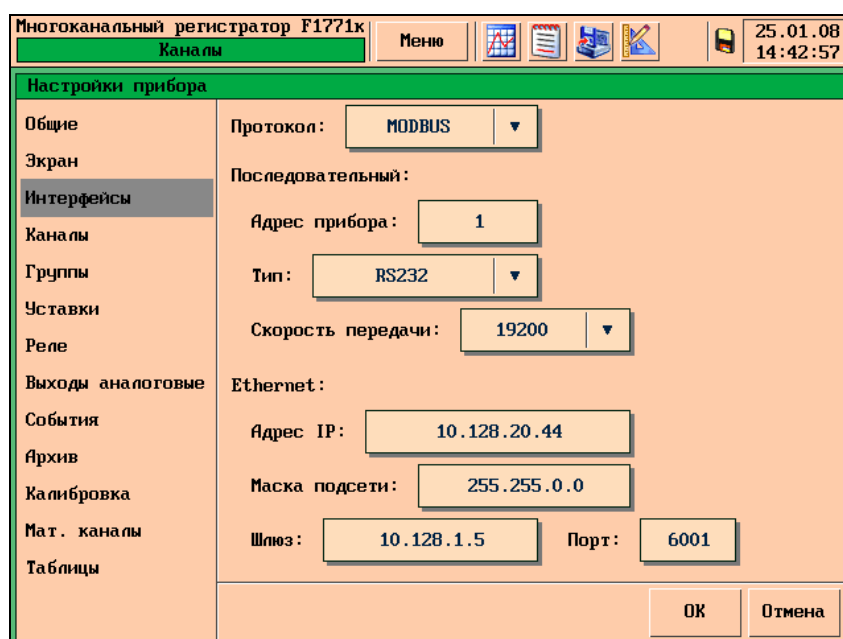 Многоканальный регистратор F1771к
Каналы
Меню
25.01.08
14:42:57
Настройки прибора
Общие
Экран
Интерфейсы
Каналы
Группы
Уставки
Реле
Выходы аналоговые
События
Архив
Калибровка
Мат. каналы
Таблицы
Протокол: MODBUS
Последовательный:
Адрес прибора: 1
Тип: RS232
Скорость передачи: 19200
Ethernet:
Адрес IP: 10.128.20.44
Маска подсети: 255.255.0.0
Шлюз: 10.128.1.5 Порт: 6001
ОК Отмена